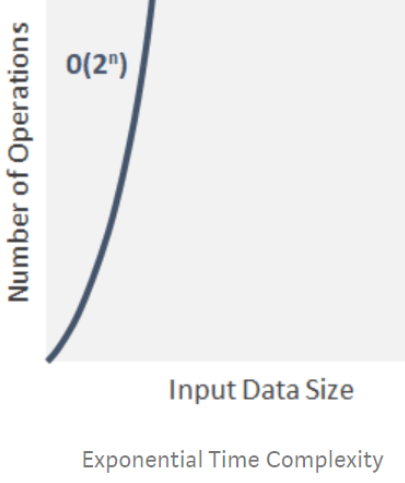 Number of Operations
0(2ⁿ)
Input Data Size
Exponential Time Complexity